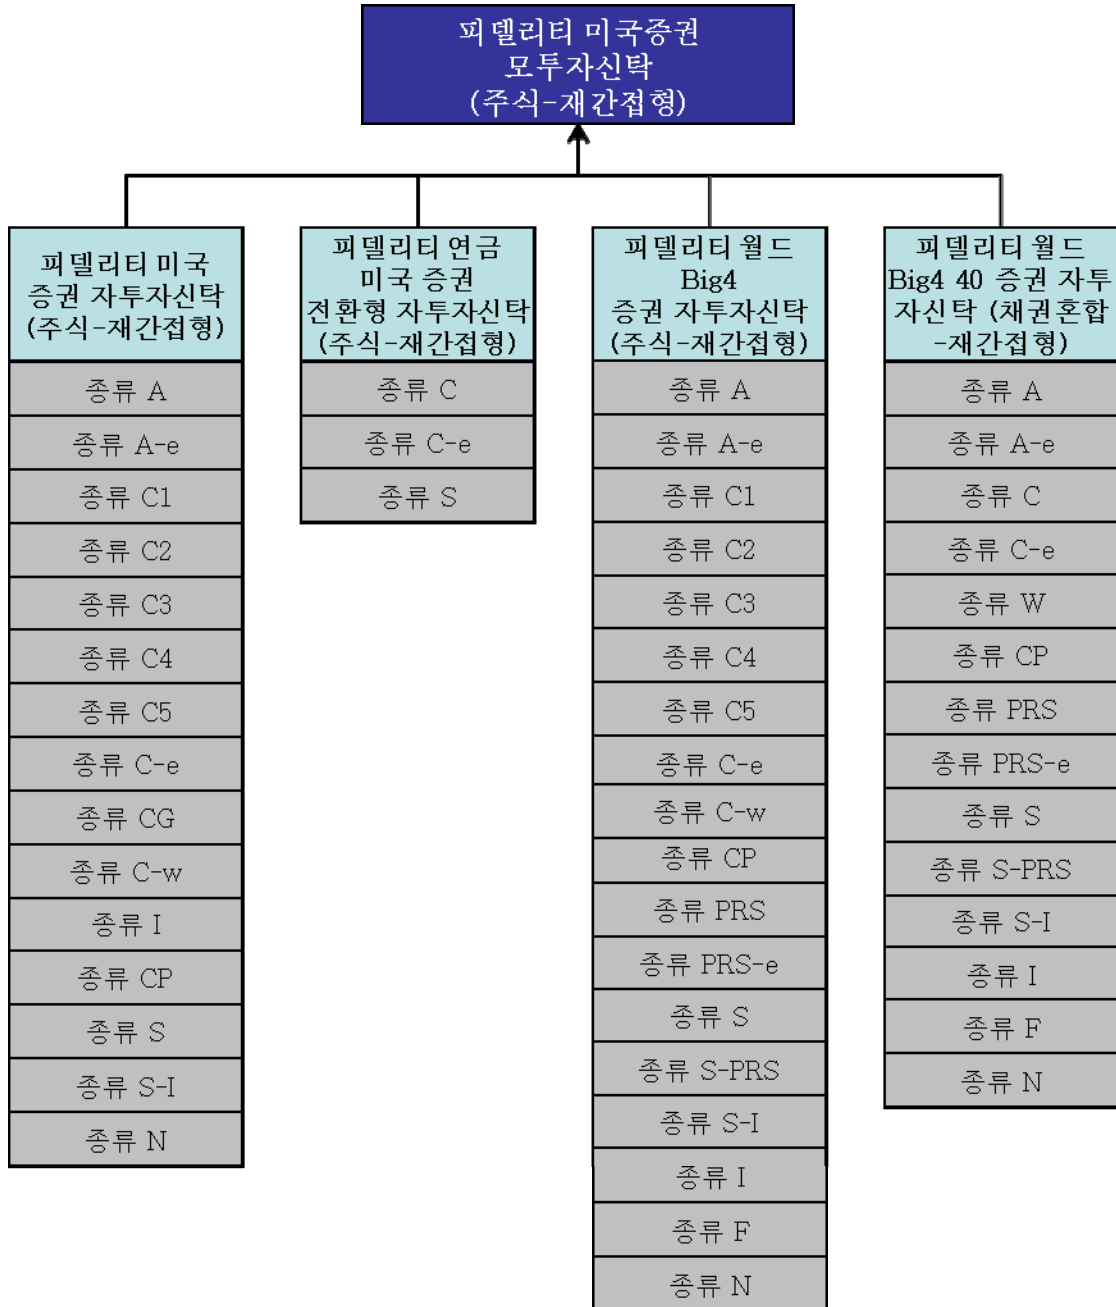 피델리티 미국증권
모투자신탁
(주식-재간접형)
피델리티 미국
증권 자투자신탁
(주식-재간접형)
종류 A
종류 A-e
종류 C1
종류 C2
종류 C3
종류 C4
종류 C5
종류 C-e
종류 CG
종류 C-w
종류 I
종류 CP
종류 S
종류 S-I
종류 N
피델리티 연금
미국 증권
전환형 자투자신탁
(주식-재간접형)
종류 C
종류 C-e
종류 S
피델리티 월드
Big4
증권 자투자신탁
(주식-재간접형)
종류 A
종류 A-e
종류 C1
종류 C2
종류 C3
종류 C4
종류 C5
종류 C-e
종류 C-w
종류 CP
종류 PRS
종류 PRS-e
종류 S
종류 S-PRS
종류 S-I
종류 I
종류 F
종류 N
피델리티 월드
Big4 40 증권 자투
자신탁 (채권혼합
-재간접형)
종류 A
종류 A-e
종류 C
종류 C-e
종류 W
종류 CP
종류 PRS
종류 PRS-e
종류 S
종류 S-PRS
종류 S-I
종류 I
종류 F
종류 N